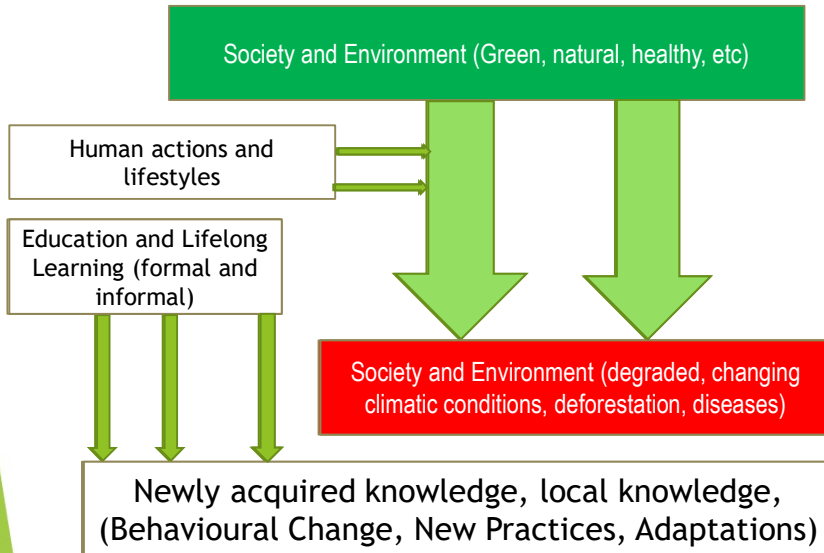 Society and Environment (Green, natural, healthy, etc)
Human actions and
lifestyles
Education and Lifelong
Learning (formal and
informal)
Society and Environment (degraded, changing
climatic conditions, deforestation, diseases)
Newly acquired knowledge, local knowledge,
(Behavioural Change, New Practices, Adaptations)